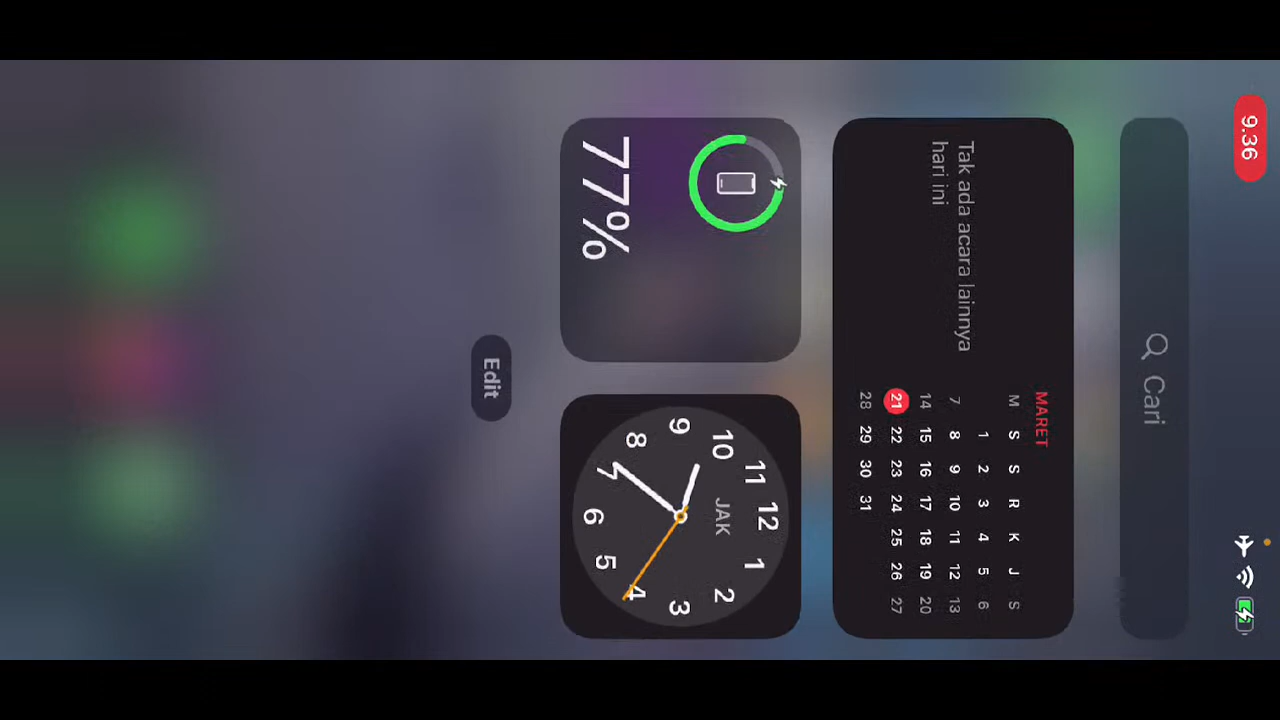 9.36
Cari
Tak ada acara lainnya
hari ini
MARET
M S S R K J S
1 2 3 4 5 6
7 8 9 10 11 12 13
14 15 16 17 18 19 20
21 22 23 24 25 26 27
28 29 30 31
77%
12
11 1
10 2
JAK
9 3
8 4
7 5
6
Edit